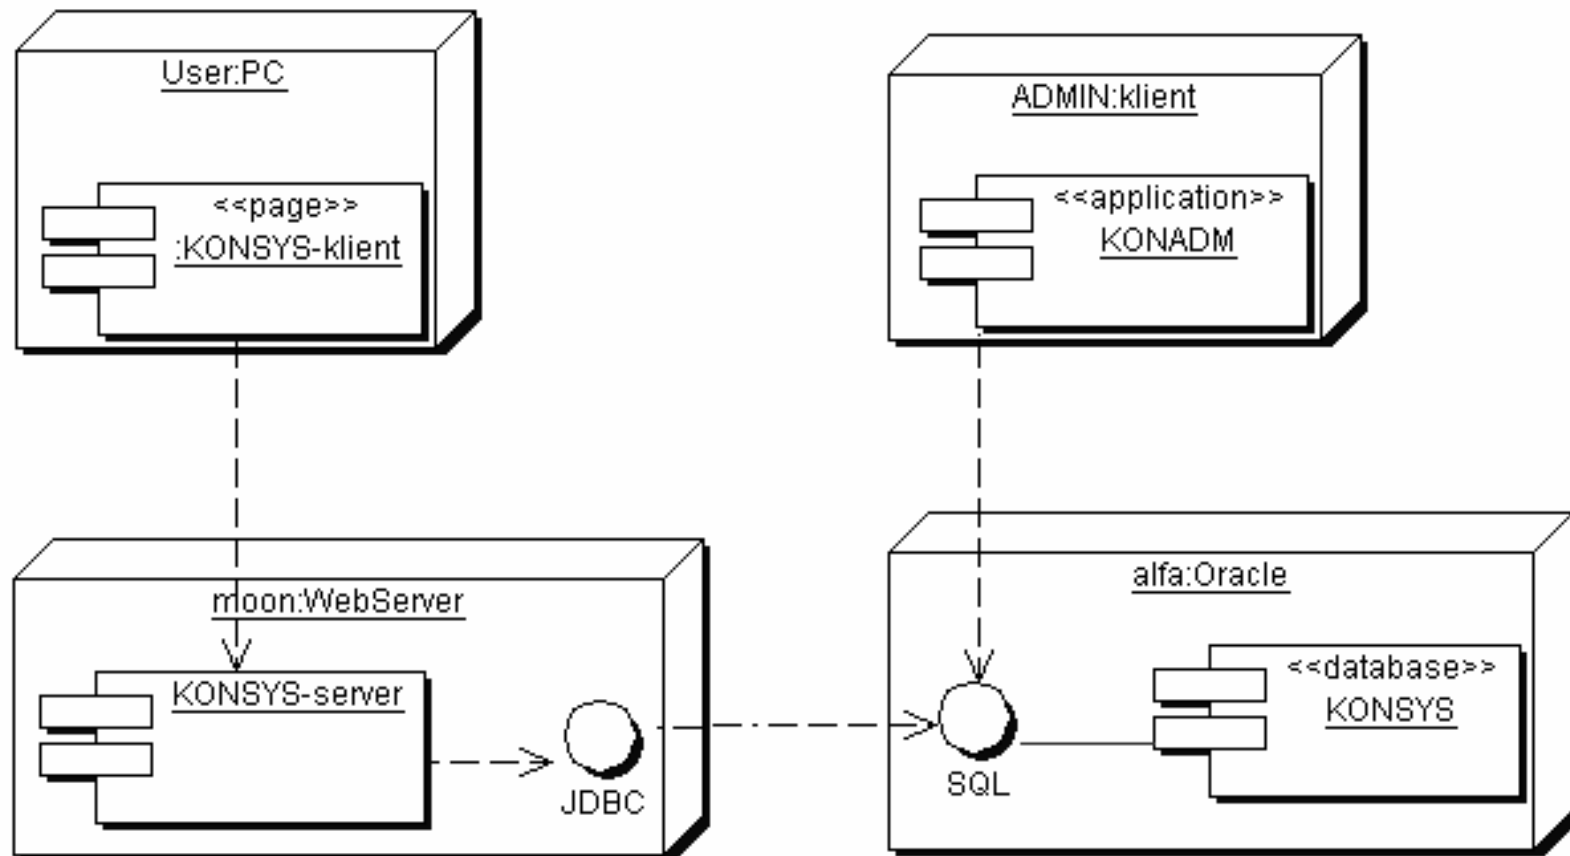 User:PC
<<page>>
:KONSYS-klient
ADMIN:klient
<<application>>
KONADM
moon:WebServer
KONSYS-server
JDBC
alfa:Oracle
<<database>>
KONSYS
SQL